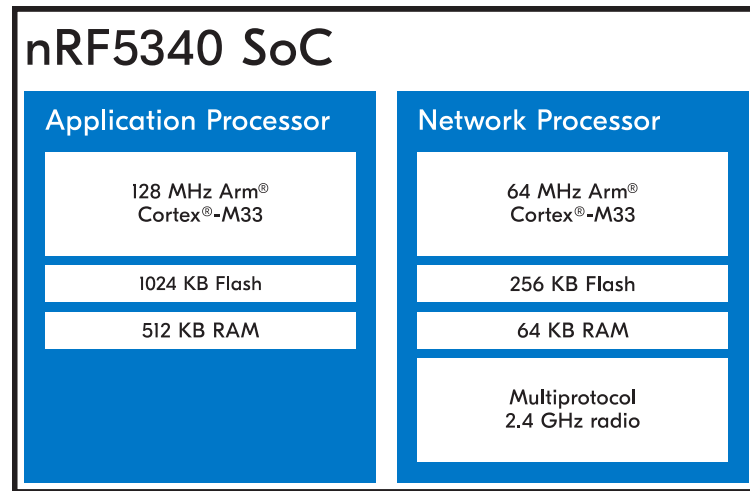 nRF5340 SoC
Application Processor
128 MHz Arm®
Cortex®-M33
1024 KB Flash
512 KB RAM
Network Processor
64 MHz Arm®
Cortex®-M33
256 KB Flash
64 KB RAM
Multiprotocol
2.4 GHz radio